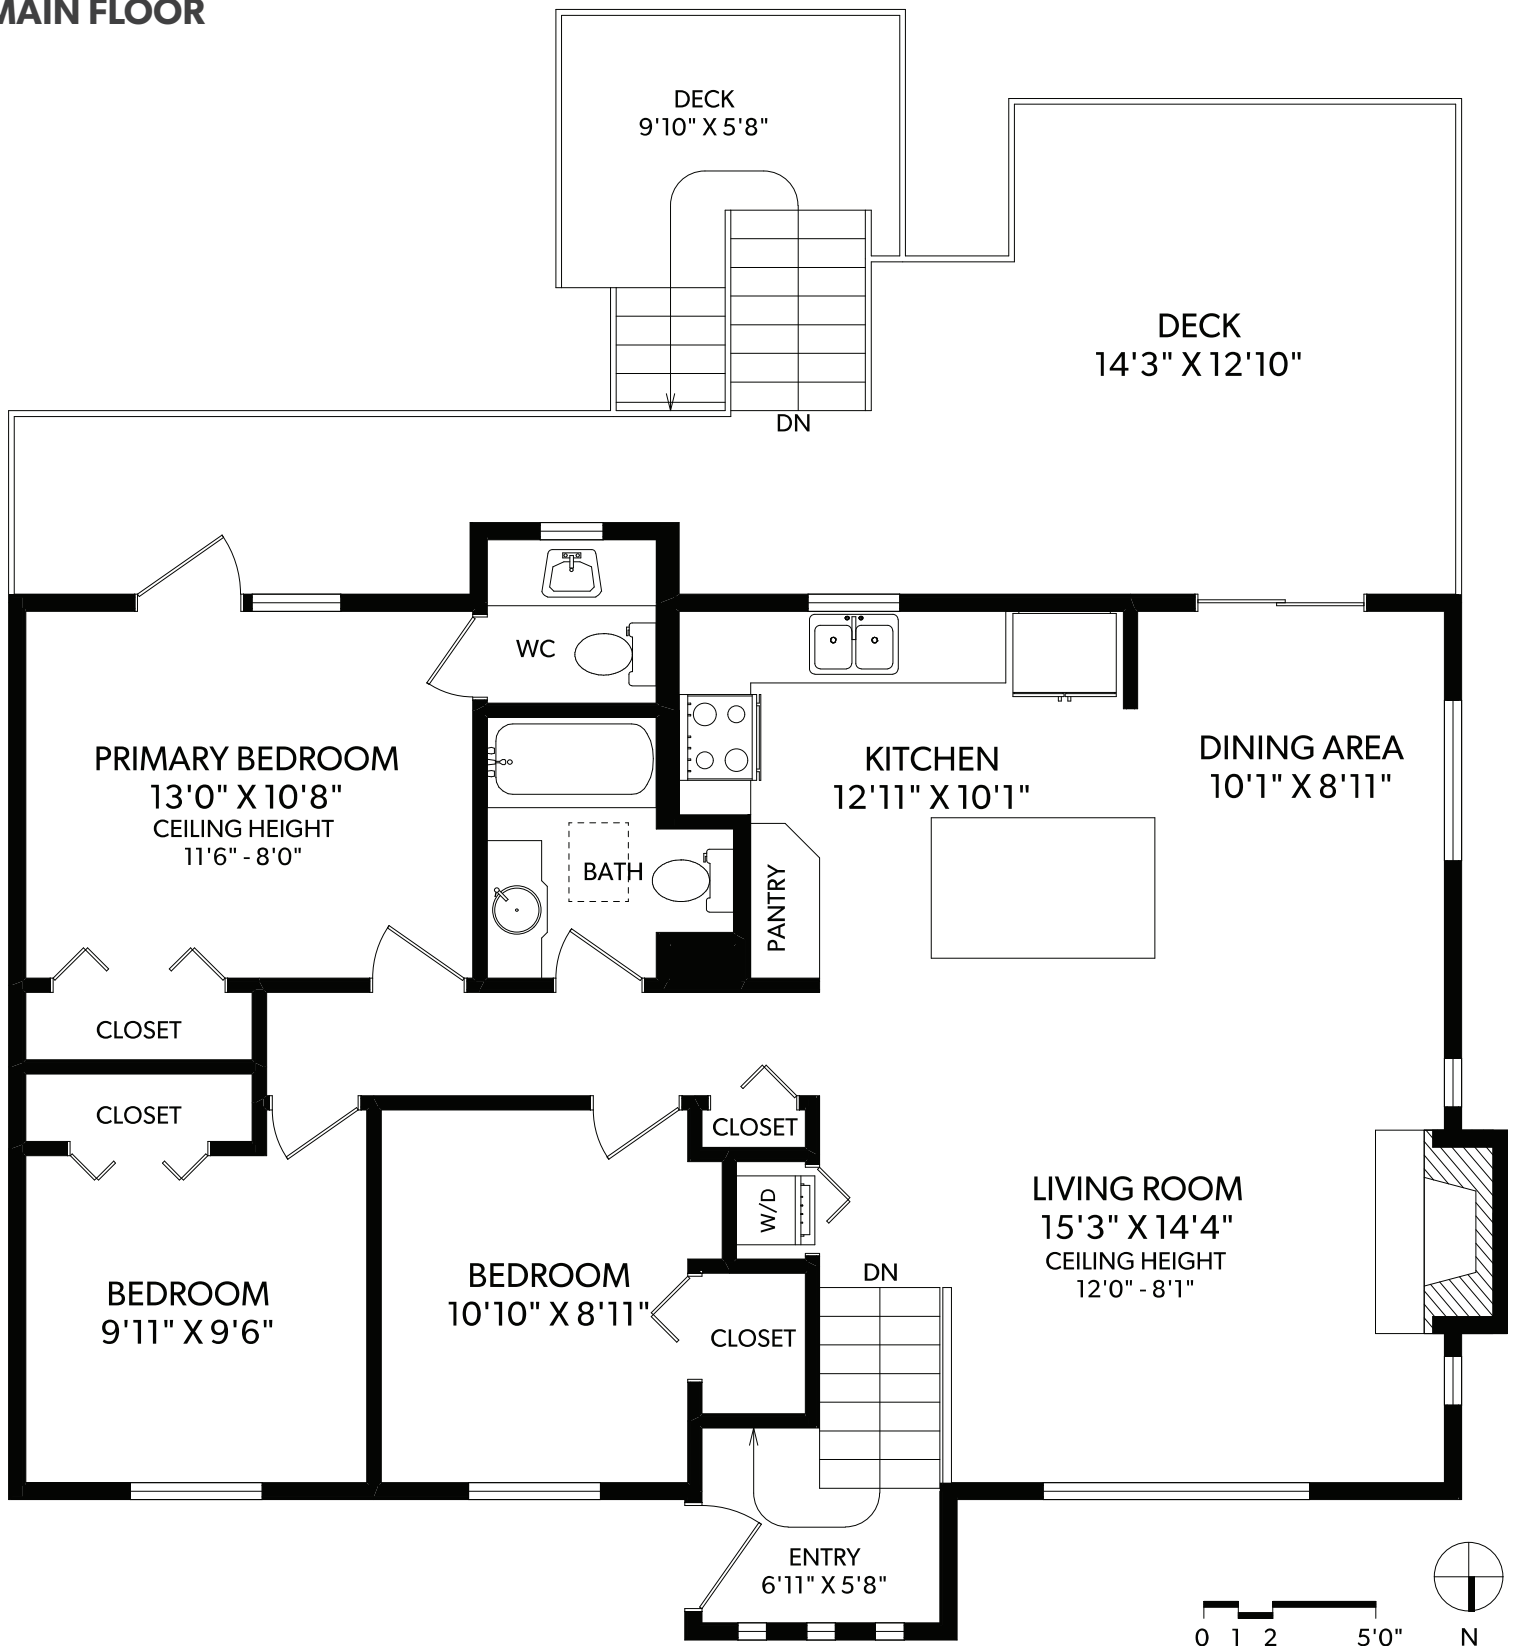 MAIN FLOOR
DECK
9'10" X 5'8"
DECK
14'3" X 12'10"
DN
WC
PRIMARY BEDROOM
13'0" X 10'8"
CEILING HEIGHT
11'6" - 8'0"
KITCHEN
12'11" X 10'1"
DINING AREA
10'1" X 8'11"
BATH
PANTRY
CLOSET
CLOSET
CLOSET
W/D
LIVING ROOM
15'3" X 14'4"
CEILING HEIGHT
12'0" - 8'1"
BEDROOM
9'11" X 9'6"
BEDROOM
10'10" X 8'11"
DN
CLOSET
ENTRY
6'11" X 5'8"
0 1 2 5'0"
N